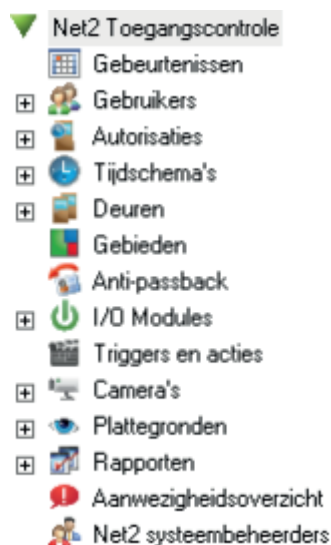 Net2 Toegangscontrole
Gebeurtenissen
Gebruikers
Autorisaties
Tijdschema's
Deuren
Gebieden
Anti-passback
I/O Modules
Triggers en acties
Camera's
Plattegronden
Rapporten
Aanwezigheidsoverzicht
Net2 systeembeheerders